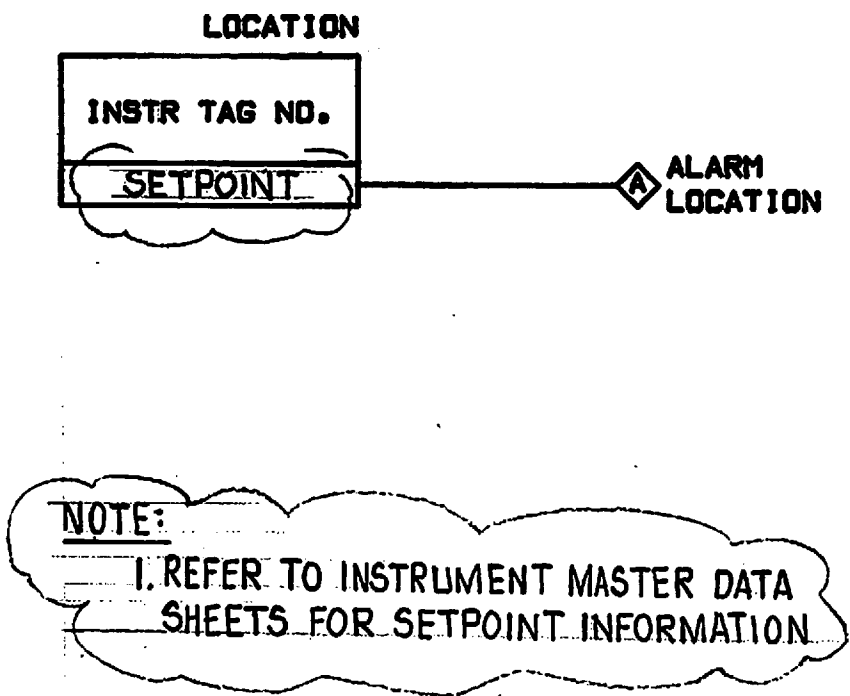 LOCATION
INSTR TAG NO.
SETPOINT
A
ALARM
LOCATION
NOTE:
1. REFER TO INSTRUMENT MASTER DATA
SHEETS FOR SETPOINT INFORMATION